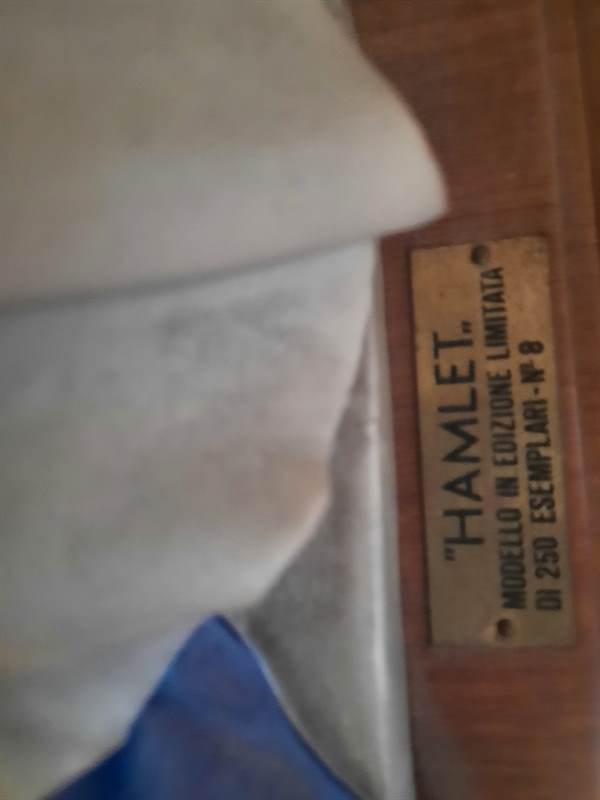 "HAMLET„
MODELLO IN EDIZIONE LIMITATA
DI 250 ESEMPLARI - Nº 8